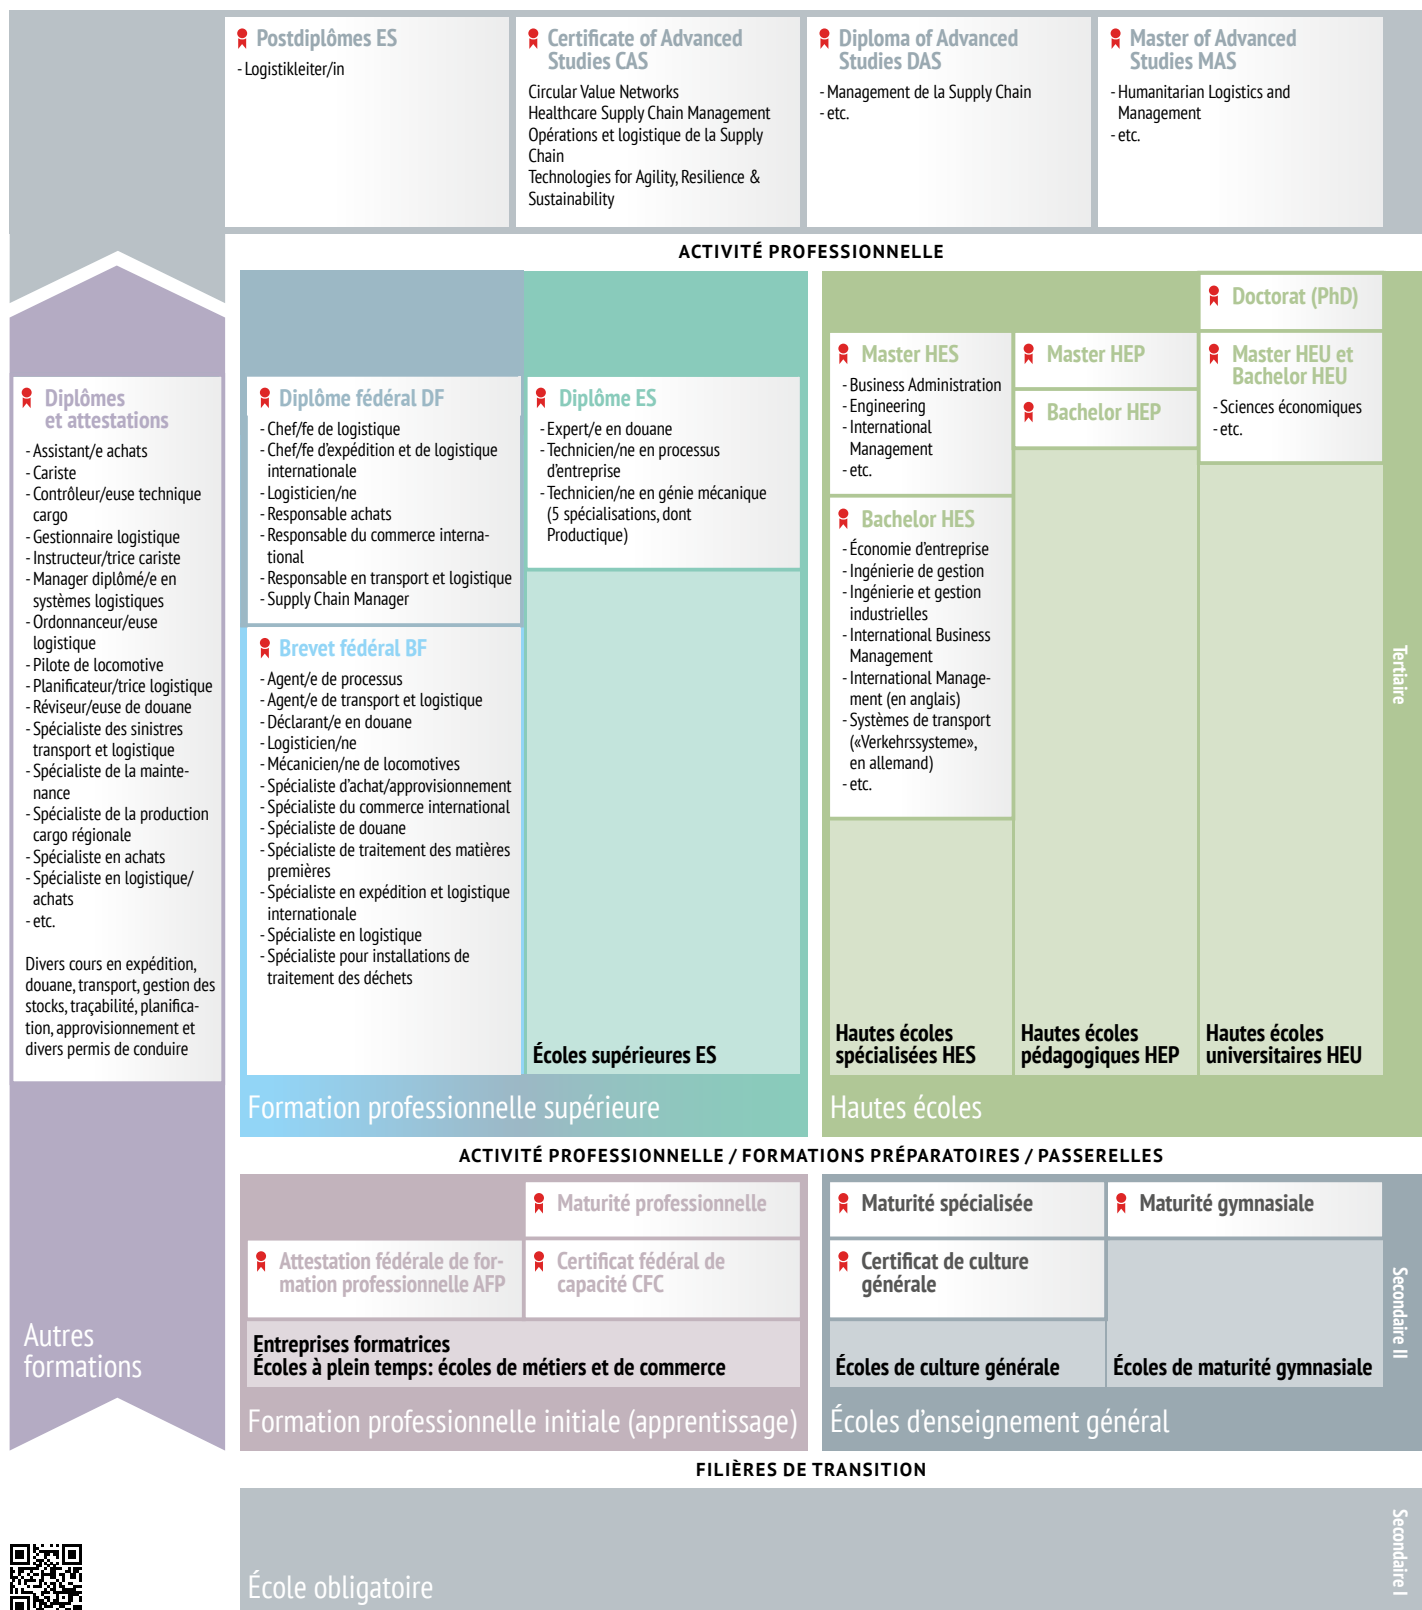 Postdiplômes ES
- Logistikleiter/in
Certificate of Advanced
Studies CAS
Circular Value Networks
Healthcare Supply Chain Management
Opérations et logistique de la Supply
Chain
Technologies for Agility, Resilience &
Sustainability
Diploma of Advanced
Studies DAS
- Management de la Supply Chain
- etc.
Master of Advanced
Studies MAS
- Humanitarian Logistics and
Management
- etc.
ACTIVITÉ PROFESSIONNELLE
Diplômes
et attestations
- Assistant/e achats
- Cariste
- Contrôleur/euse technique
cargo
- Gestionnaire logistique
- Instructeur/trice cariste
- Manager diplômé/e en
systèmes logistiques
- Ordonnanceur/euse
logistique
- Pilote de locomotive
- Planificateur/trice logistique
- Réviseur/euse de douane
- Spécialiste des sinistres
transport et logistique
- Spécialiste de la mainte-
nance
- Spécialiste de la production
cargo régionale
- Spécialiste en achats
- Spécialiste en logistique/
achats
- etc.
Divers cours en expédition,
douane, transport, gestion des
stocks, traçabilité, planifica-
tion, approvisionnement et
divers permis de conduire
Autres
formations
Diplôme fédéral DF
- Chef/fe de logistique
- Chef/fe d'expédition et de logistique
internationale
- Logisticien/ne
- Responsable achats
- Responsable du commerce interna-
tional
- Responsable en transport et logistique
- Supply Chain Manager
Brevet fédéral BF
- Agent/e de processus
- Agent/e de transport et logistique
- Déclarant/e en douane
- Logisticien/ne
- Mécanicien/ne de locomotives
- Spécialiste d'achat/approvisionnement
- Spécialiste du commerce international
- Spécialiste de douane
- Spécialiste de traitement des matières
premières
- Spécialiste en expédition et logistique
internationale
- Spécialiste en logistique
- Spécialiste pour installations de
traitement des déchets
Diplôme ES
- Expert/e en douane
- Technicien/ne en processus
d'entreprise
- Technicien/ne en génie mécanique
(5 spécialisations, dont
Productique)
Écoles supérieures ES
Formation professionnelle supérieure
Master HES
- Business Administration
- Engineering
- International
Management
- etc.
Bachelor HES
- Économie d'entreprise
- Ingénierie de gestion
- Ingénierie et gestion
industrielles
- International Business
Management
- International Manage-
ment (en anglais)
- Systèmes de transport
(«Verkehrssysteme»,
en allemand)
- etc.
Hautes écoles
spécialisées HES
Master HEP
Bachelor HEP
Hautes écoles
pédagogiques HEP
Doctorat (PhD)
Master HEU et
Bachelor HEU
- Sciences économiques
- etc.
Hautes écoles
universitaires HEU
Hautes écoles
Tertiaire
ACTIVITÉ PROFESSIONNELLE / FORMATIONS PRÉPARATOIRES / PASSERELLES
Maturité professionnelle
Attestation fédérale de for-
mation professionnelle AFP
Certificat fédéral de
capacité CFC
Entreprises formatrices
Écoles à plein temps: écoles de métiers et de commerce
Formation professionnelle initiale (apprentissage)
Maturité spécialisée
Certificat de culture
générale
Écoles de culture générale
Maturité gymnasiale
Écoles de maturité gymnasiale
Écoles d'enseignement général
Secondaire II
FILIÈRES DE TRANSITION
École obligatoire
Secondaire I